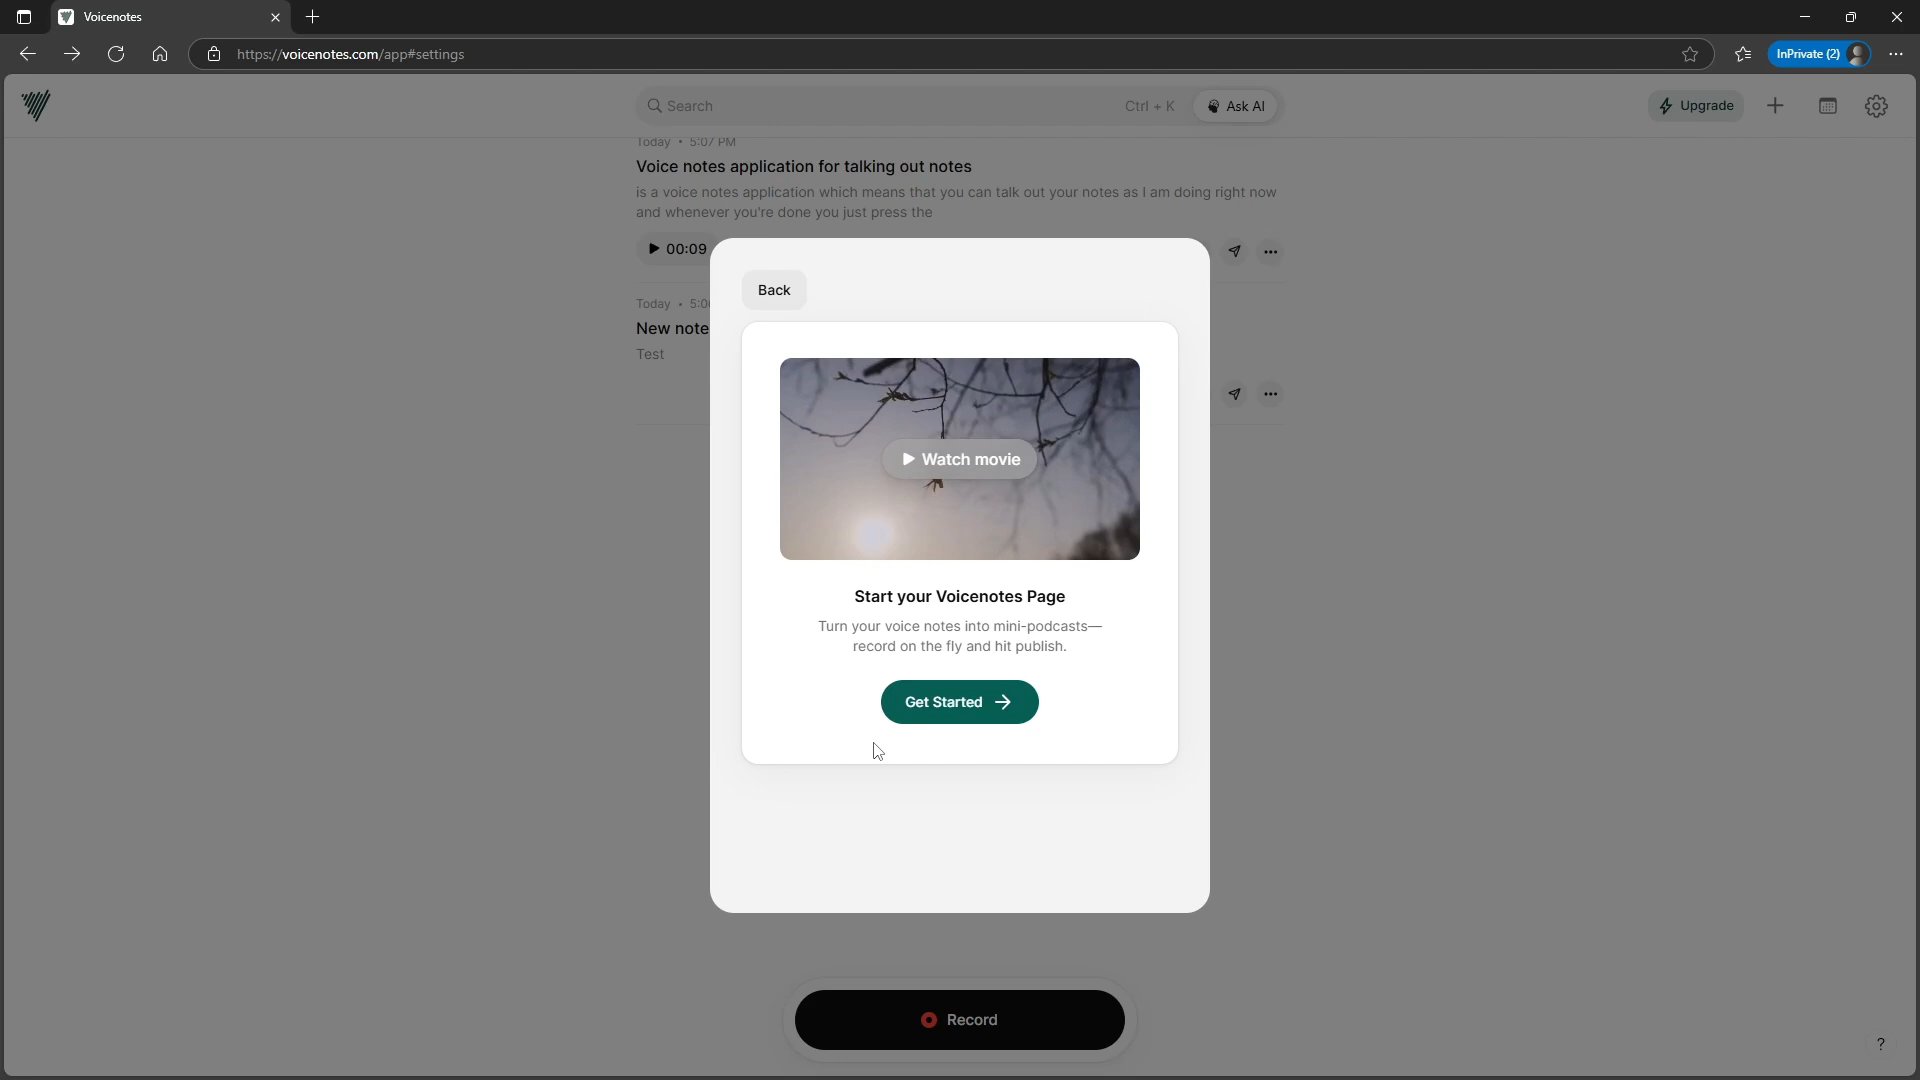 Voicenotes
https://voicenotes.com/app#settings
InPrivate (2)
Search
Ctrl + K
Ask AI
Upgrade
Today • 5:07 PM
Voice notes application for talking out notes
is a voice notes application which means that you can talk out your notes as I am doing right now
and whenever you're done you just press the
00:09
Back
Today • 5:0
New note
Test
Watch movie
Start your Voicenotes Page
Turn your voice notes into mini-podcasts—
record on the fly and hit publish.
Get Started
Record
?